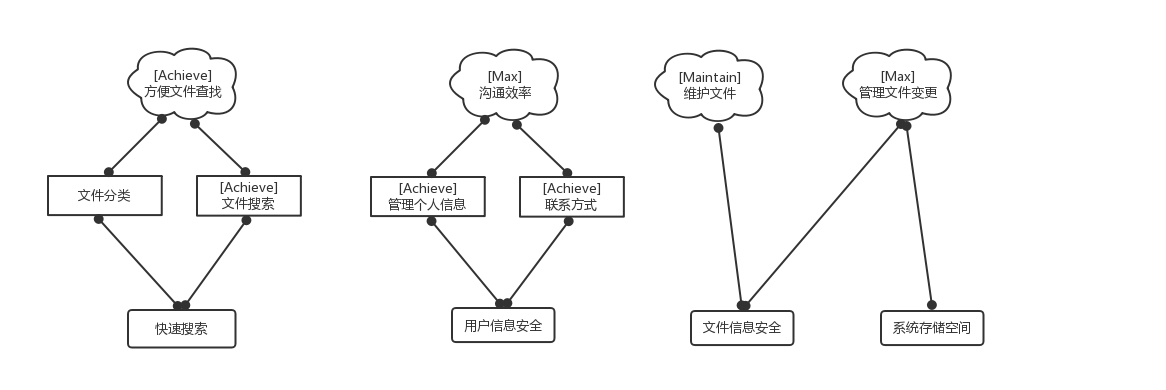 [Achieve]
方便文件查找
[Max]
沟通效率
[Maintain]
维护文件
[Max]
管理文件变更
文件分类
[Achieve]
文件搜索
[Achieve]
管理个人信息
[Achieve]
联系方式
快速搜索
用户信息安全
文件信息安全
系统存储空间